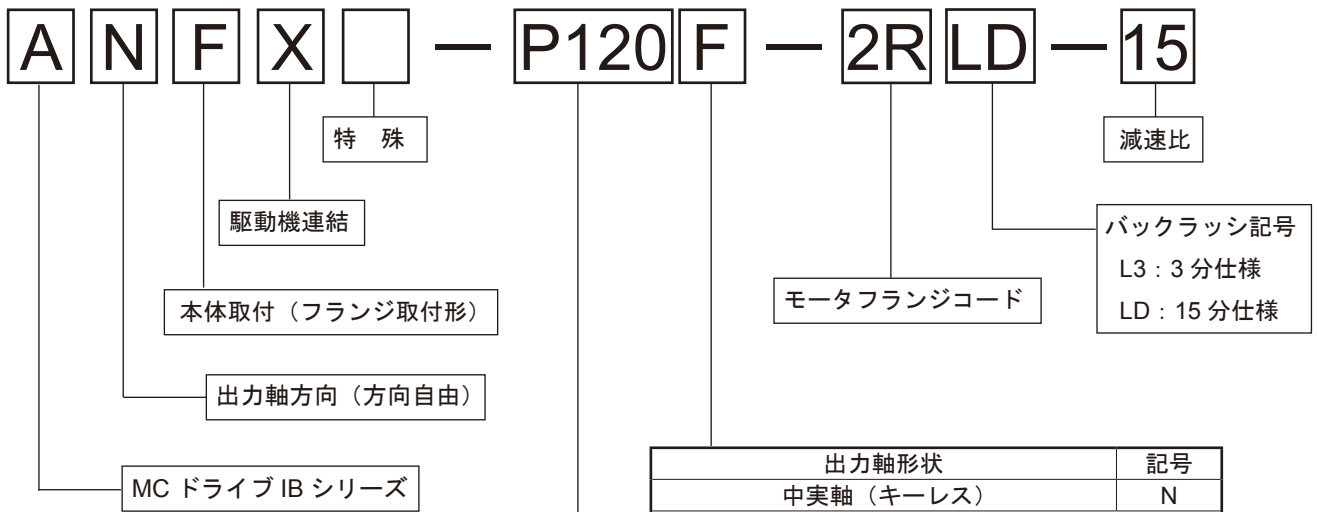 A N F X － P120 F － 2R LD － 15
特　殊
減速比
駆動機連結
バックラッシ記号
L3：3 分仕様
LD：15 分仕様
モータフランジコード
本体取付（フランジ取付形）
出力軸方向（方向自由）
MC ドライブ IB シリーズ
出力軸形状 記号
中実軸（キーレス） N